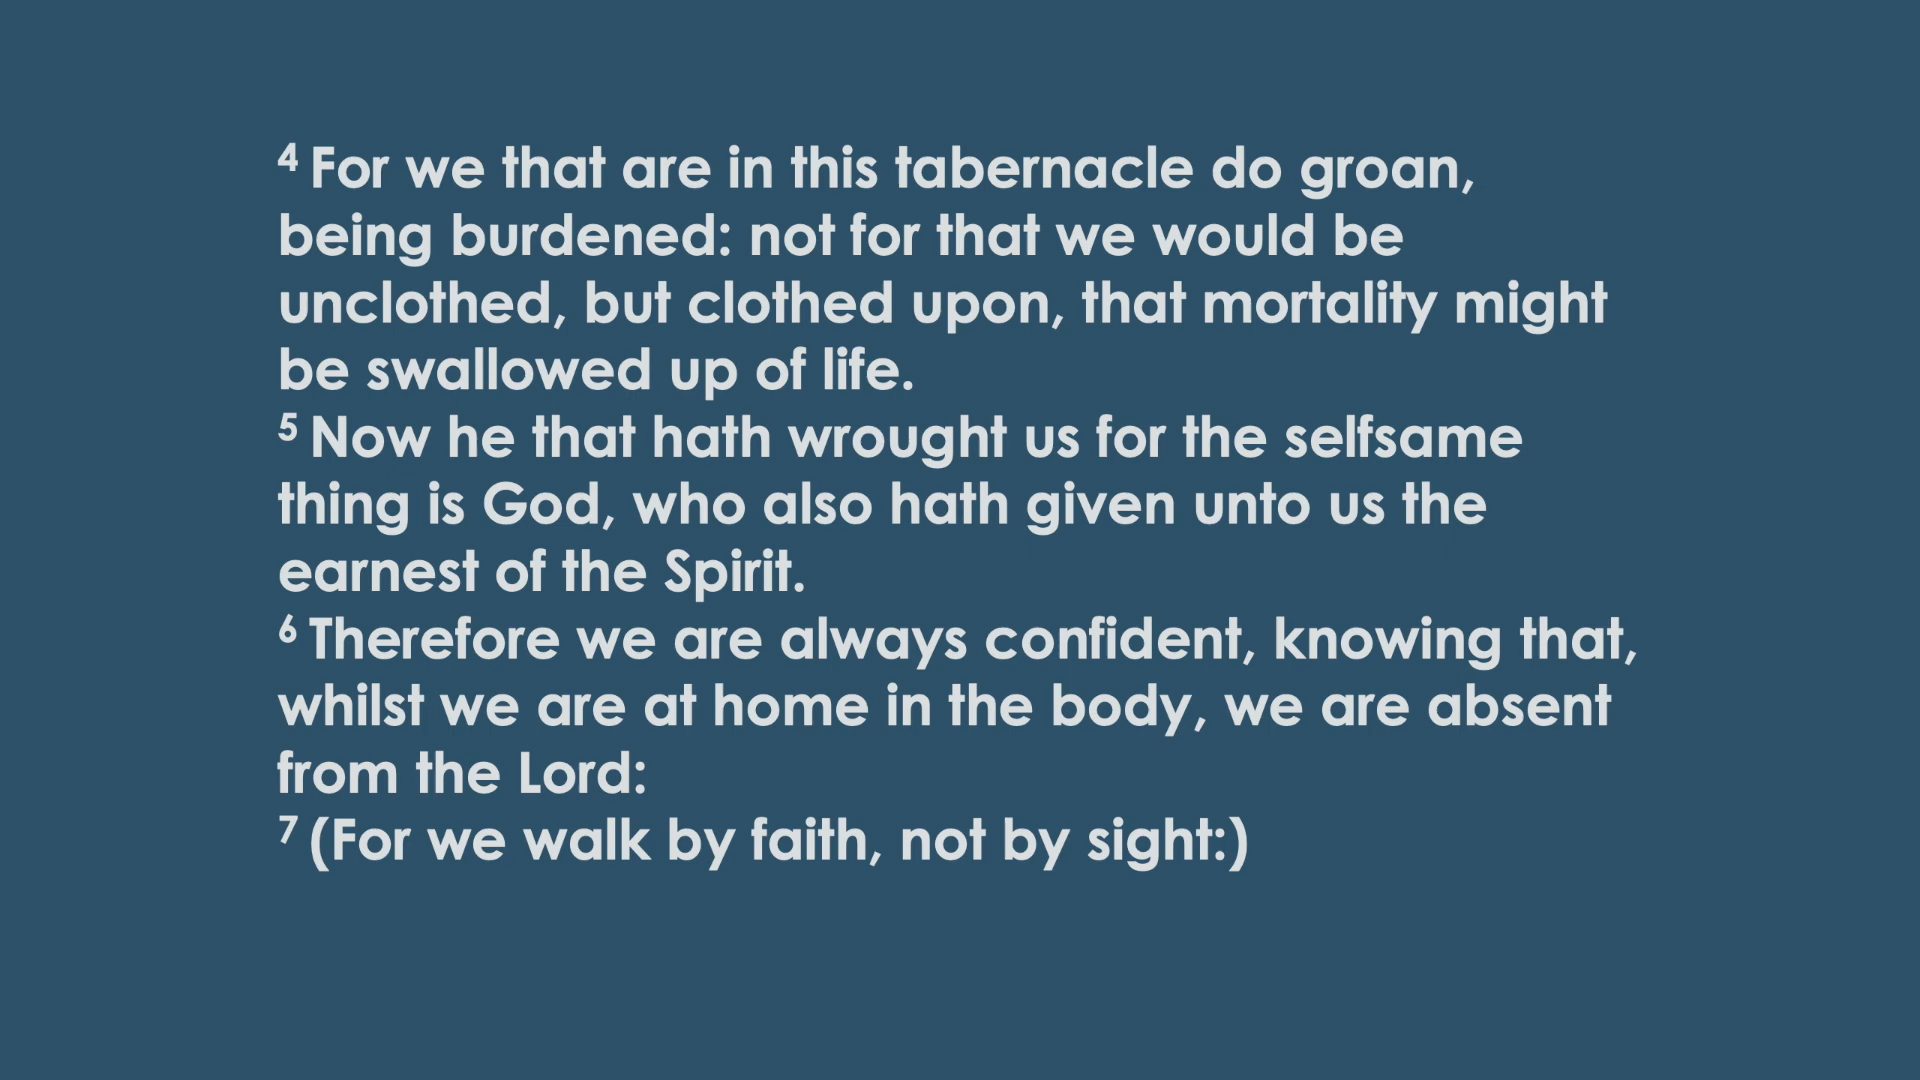 4 For we that are in this tabernacle do groan,
being burdened: not for that we would be
unclothed, but clothed upon, that mortality might
be swallowed up of life.
5 Now he that hath wrought us for the selfsame
thing is God, who also hath given unto us the
earnest of the Spirit.
6 Therefore we are always confident, knowing that,
whilst we are at home in the body, we are absent
from the Lord:
7 (For we walk by faith, not by sight:)